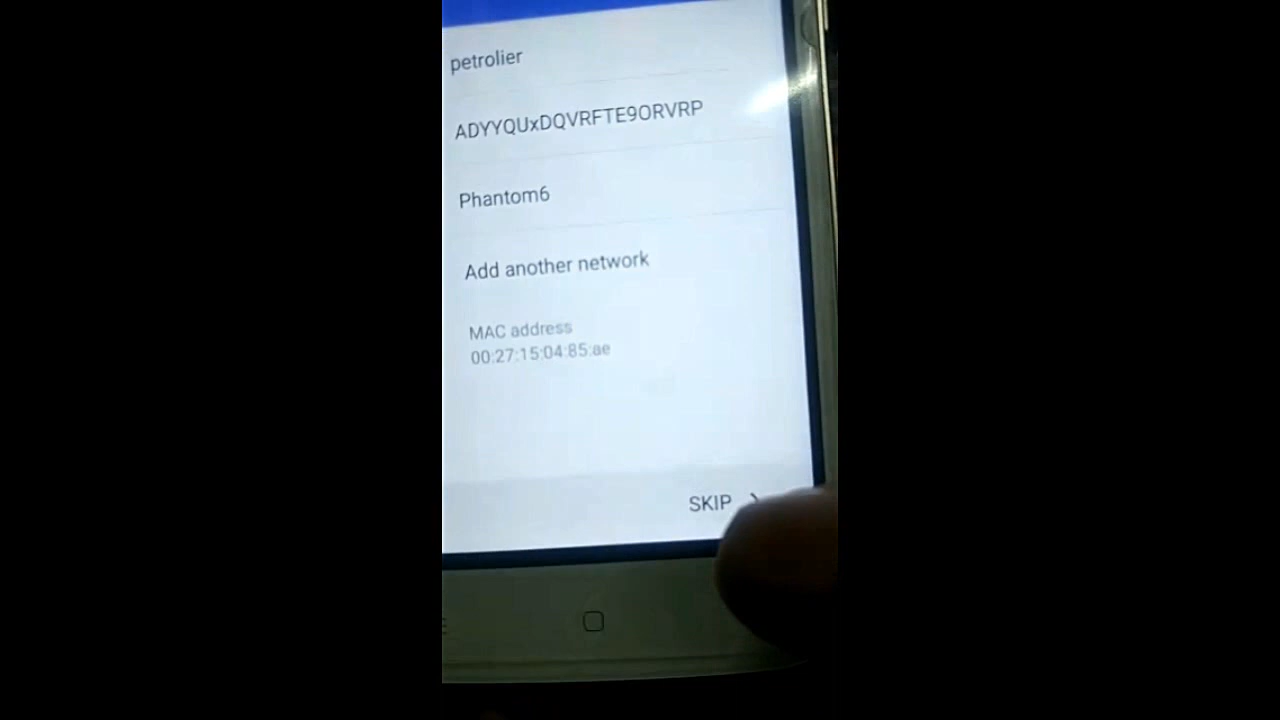 petrolier
ADYYQUxDQVRFTE9ORVRP
Phantom6
Add another network
MAC address
00:27:15:04:85:ae
SKIP